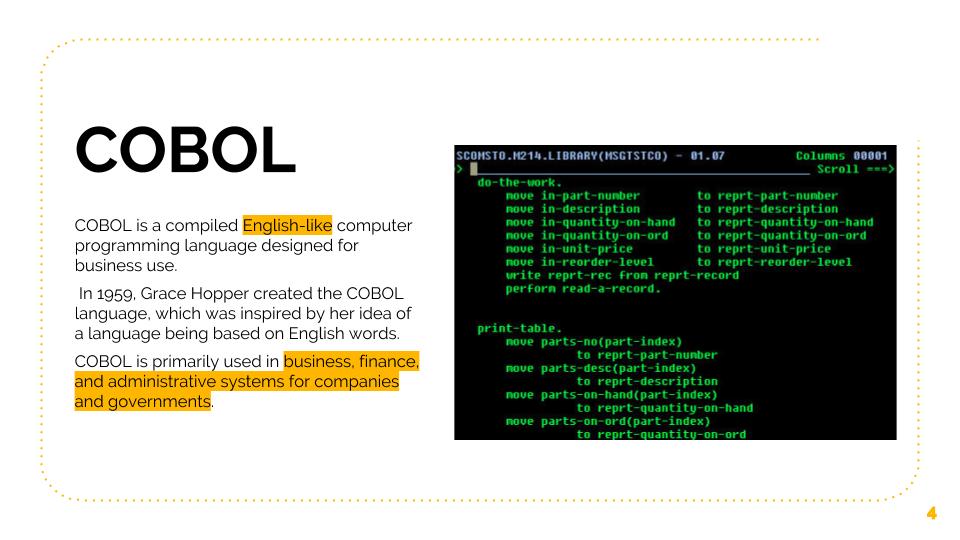 COBOL
COBOL is a compiled English-like computer
programming language designed for
business use.
In 1959, Grace Hopper created the COBOL
language, which was inspired by her idea of
a language being based on English words.
COBOL is primarily used in business, finance,
and administrative systems for companies
and governments.
SCOMSTO.M214.LIBRARY(MSGTSTCO) - 01.07 Columns 00001
> Scroll ===>
do-the-work.
move in-part-number to reprt-part-number
move in-description to reprt-description
move in-quantity-on-hand to reprt-quantity-on-hand
move in-quantity-on-ord to reprt-quantity-on-ord
move in-unit-price to reprt-unit-price
move in-reorder-level to reprt-reorder-level
write reprt-rec from reprt-record
perform read-a-record.
print-table.
move parts-no(part-index)
to reprt-part-number
move parts-desc(part-index)
to reprt-description
move parts-on-hand(part-index)
to reprt-quantity-on-hand
move parts-on-ord(part-index)
to reprt-quantity-on-ord
4